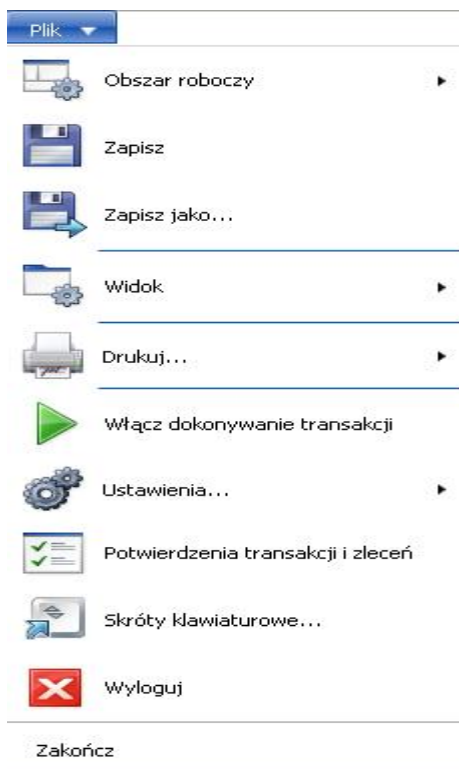 Plik
Obszar roboczy
Zapisz
Zapisz jako...
Widok
Drukuj...
Włącz dokonywanie transakcji
Ustawienia...
Potwierdzenia transakcji i zleceń
Skróty klawiaturowe...
Wyloguj
Zakończ